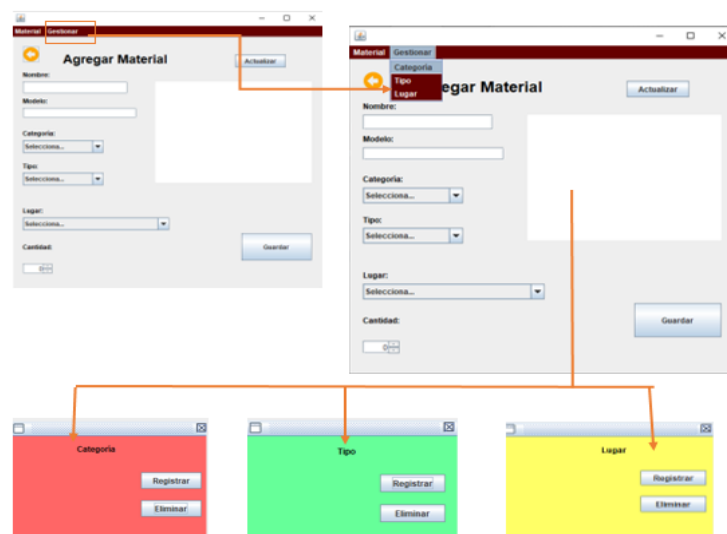 Material Gestionar
Agregar Material
Actualizar
Nombre:
Modelo:
Categoria:
Selecciona...
Tipo:
Selecciona...
Lugar:
Selecciona...
Cantidad:
0
Guardar
Material Gestionar
Categoria
Tipo
Lugar
egar Material
Actualizar
Nombre:
Modelo:
Categoria:
Selecciona...
Tipo:
Selecciona...
Lugar:
Selecciona...
Cantidad:
0
Guardar
Categoria
Registrar
Eliminar
Tipo
Registrar
Eliminar
Lugar
Registrar
Eliminar